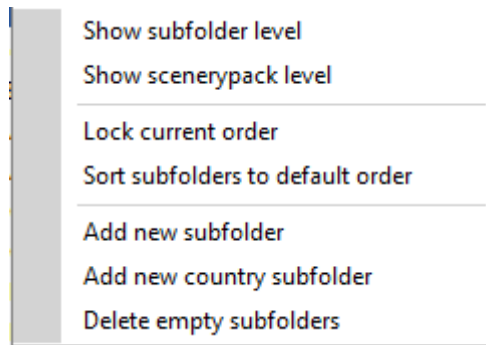 Show subfolder level
Show scenerypack level
Lock current order
Sort subfolders to default order
Add new subfolder
Add new country subfolder
Delete empty subfolders